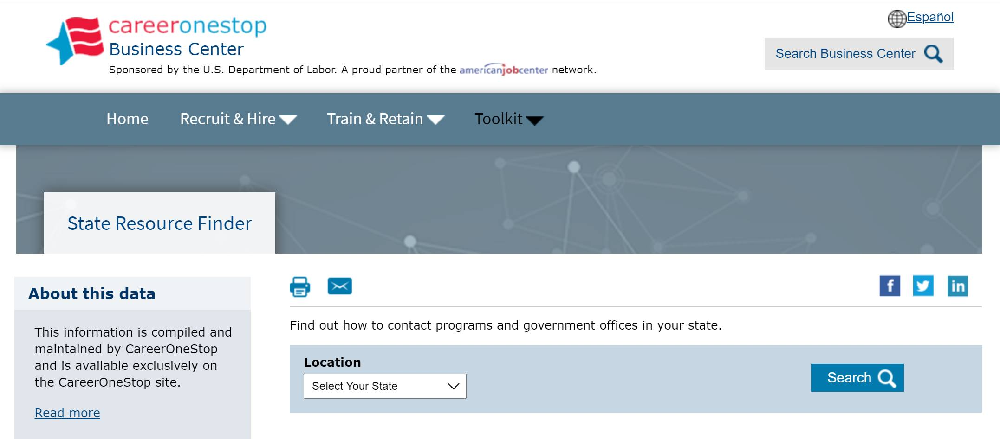 Español
careeronestop
Business Center
Sponsored by the U.S. Department of Labor. A proud partner of the americanjobcenter network.
Search Business Center
Home Recruit & Hire Train & Retain Toolkit
State Resource Finder
About this data
This information is compiled and
maintained by CareerOneStop
and is available exclusively on
the CareerOneStop site.
Read more
f in
Find out how to contact programs and government offices in your state.
Location
Select Your State
Search